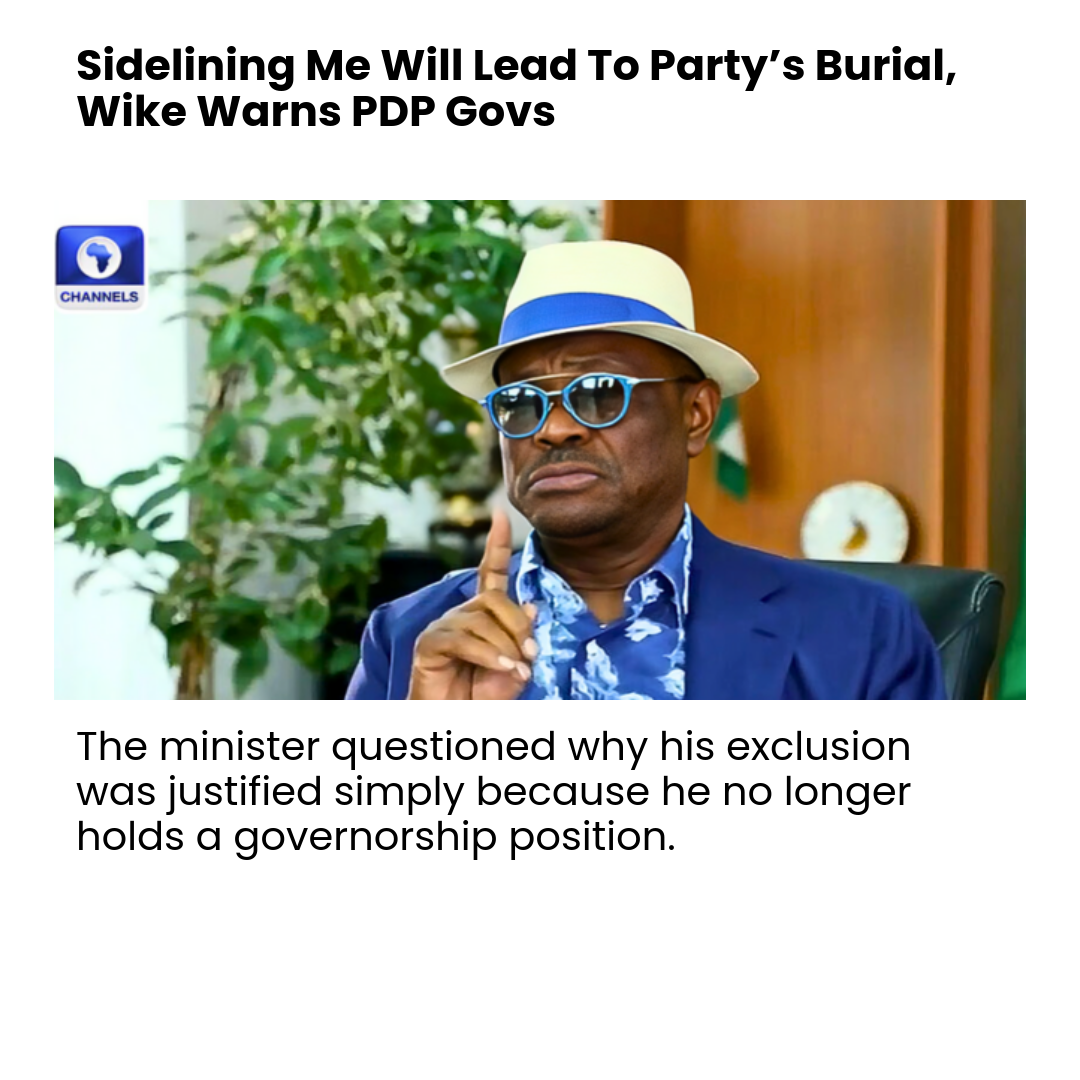 Sidelining Me Will Lead To Party’s Burial,
Wike Warns PDP Govs
CHANNELS
The minister questioned why his exclusion
was justified simply because he no longer
holds a governorship position.